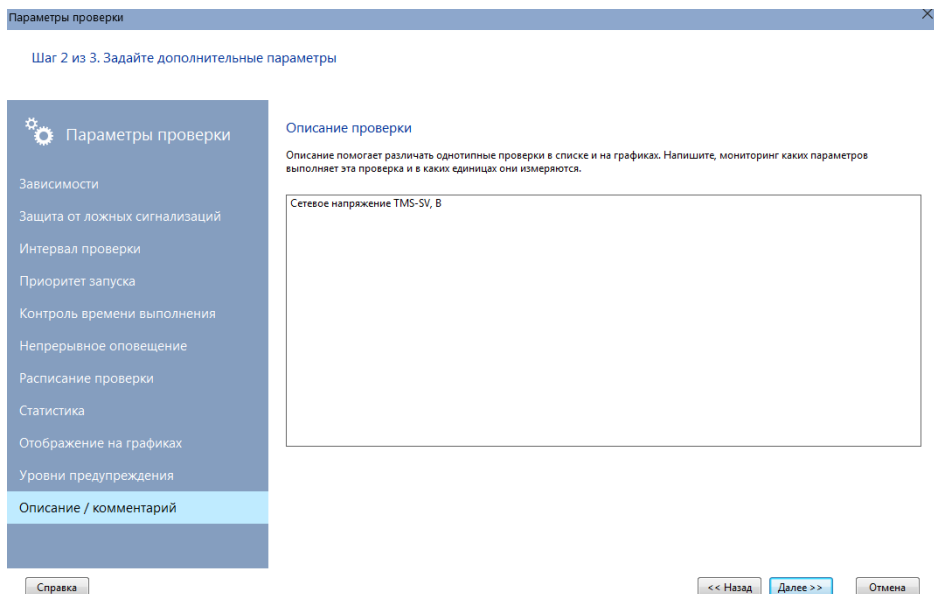 Параметры проверки
Шаг 2 из 3. Задайте дополнительные параметры
Параметры проверки
Зависимости
Защита от ложных сигнализаций
Интервал проверки
Приоритет запуска
Контроль времени выполнения
Непрерывное оповещение
Расписание проверки
Статистика
Отображение на графиках
Уровни предупреждения
Описание / комментарий
Описание проверки
Описание помогает различать однотипные проверки в списке и на графиках. Напишите, мониторинг каких параметров
выполняет эта проверка и в каких единицах они измеряются.
Сетевое напряжение TMS-SV, В
Справка
<< Назад
Далее >>
Отмена